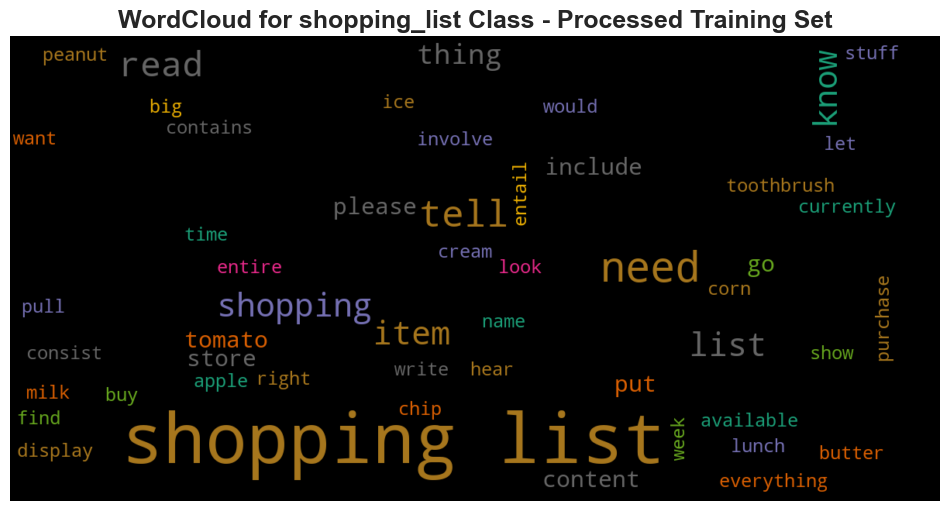 WordCloud for shopping_list Class - Processed Training Set
peanut
read
thing
know
stuff
big
ice
would
contains
want
involve
let
include
entail
toothbrush
please
tell
currently
time
cream
entire
look
need
go
corn
pull
shopping
name
purchase
item
tomato
list
consist
store
show
write
hear
apple
right
put
milk
buy
chip
find
shopping list
week
available
display
lunch
butter
content
everything